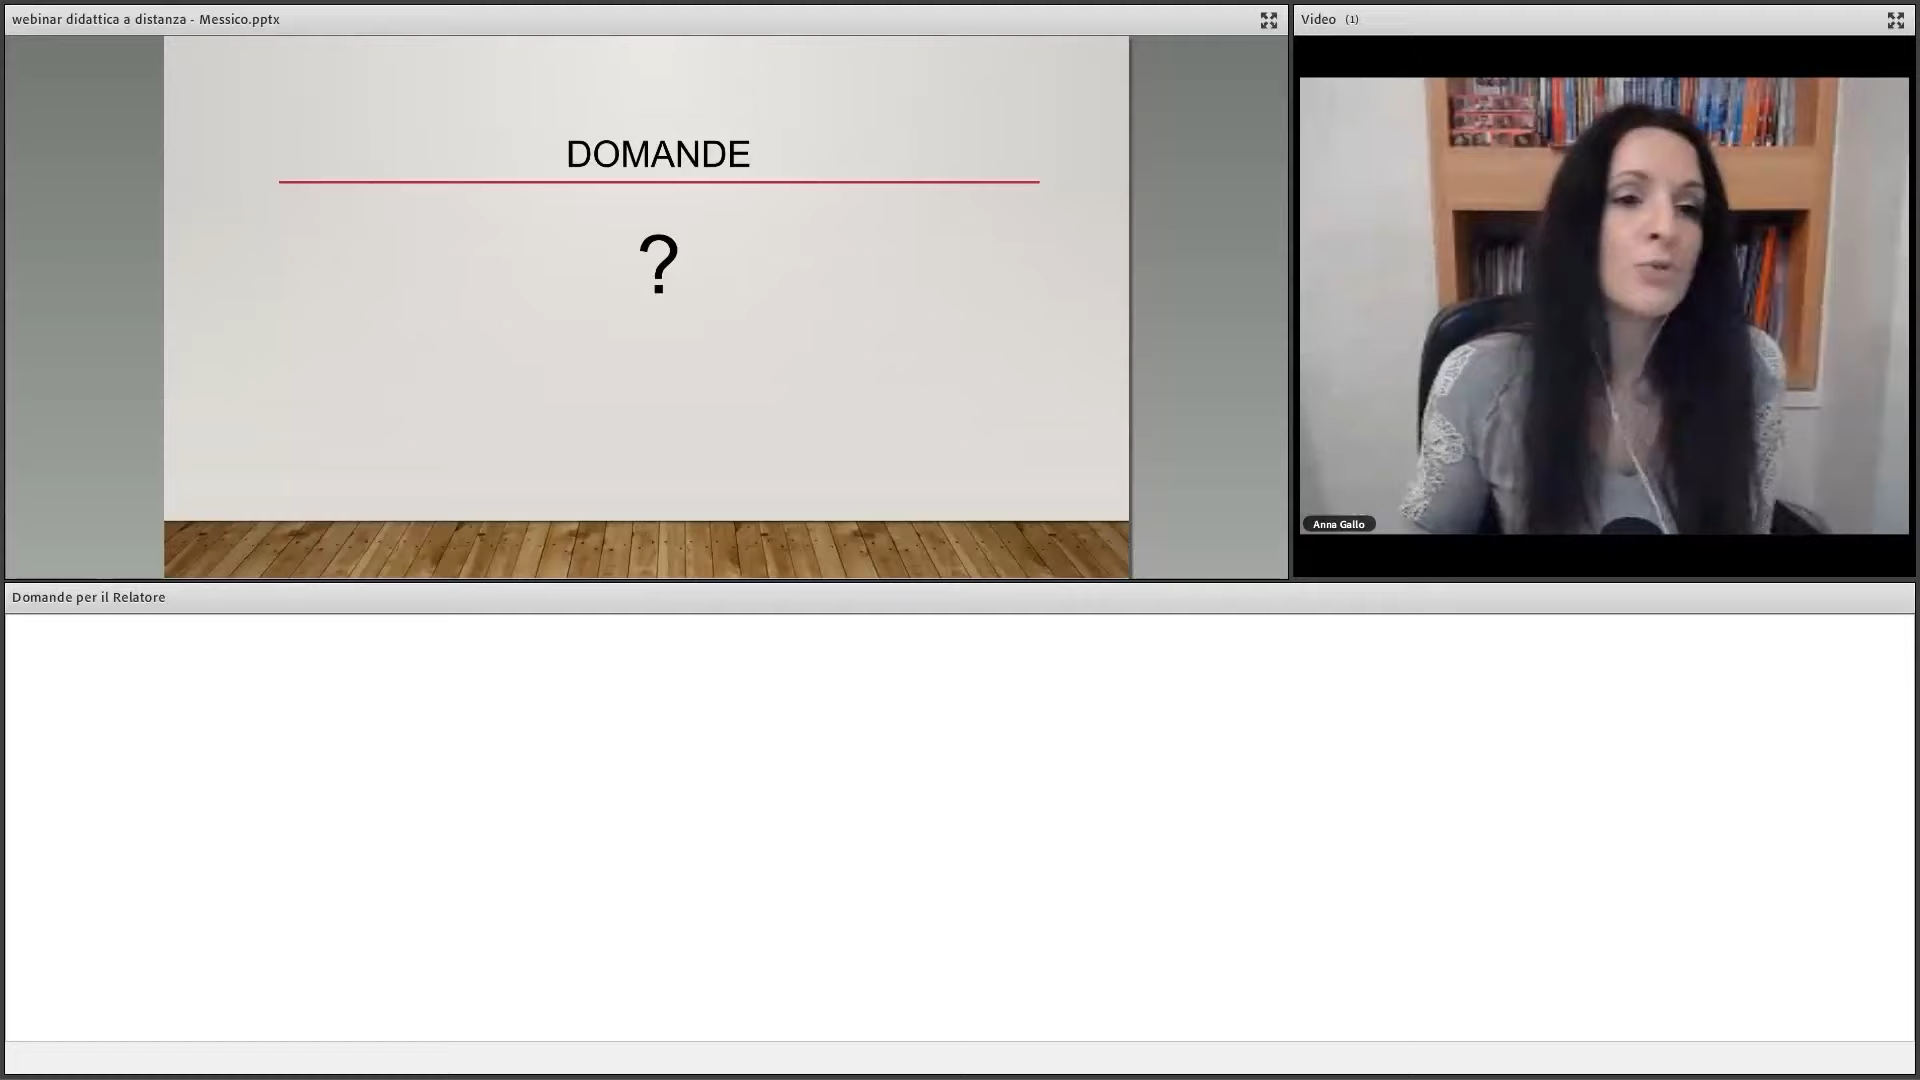 webinar didattica a distanza - Messico.pptx
Video (1)
DOMANDE
?
Anna Gallo
Domande per il Relatore